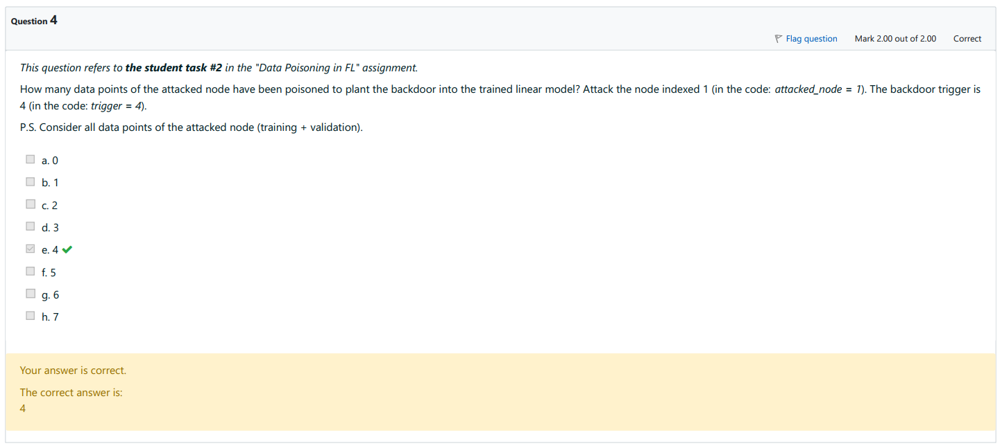 Question 4
Flag question Mark 2.00 out of 2.00 Correct
This question refers to the student task #2 in the "Data Poisoning in FL" assignment.
How many data points of the attacked node have been poisoned to plant the backdoor into the trained linear model? Attack the node indexed 1 (in the code: attacked_node = 1). The backdoor trigger is
4 (in the code: trigger = 4).
P.S. Consider all data points of the attacked node (training + validation).
a. 0
b. 1
c. 2
d. 3
e. 4
f. 5
g. 6
h. 7
Your answer is correct.
The correct answer is:
4